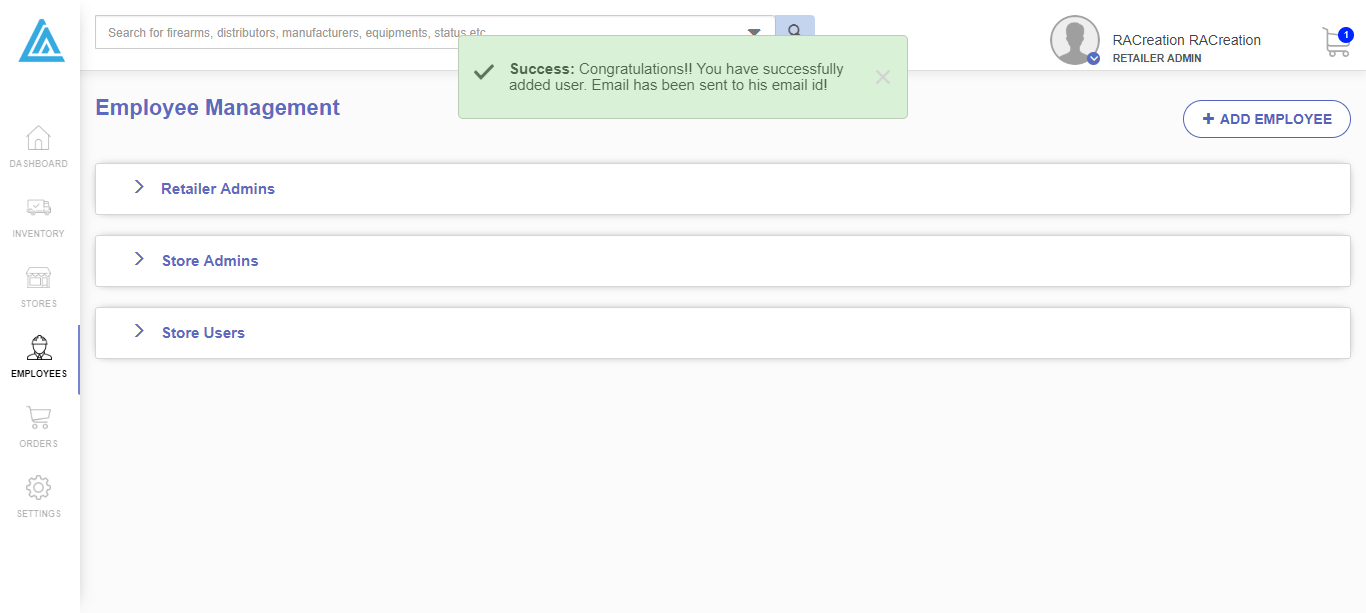 Search for firearms, distributors, manufacturers, equipments, status etc
Success: Congratulations!! You have successfully
added user. Email has been sent to his email id!
RACreation RACreation
RETAILER ADMIN
1
Employee Management
+ ADD EMPLOYEE
DASHBOARD
INVENTORY
STORES
EMPLOYEES
ORDERS
SETTINGS
Retailer Admins
Store Admins
Store Users